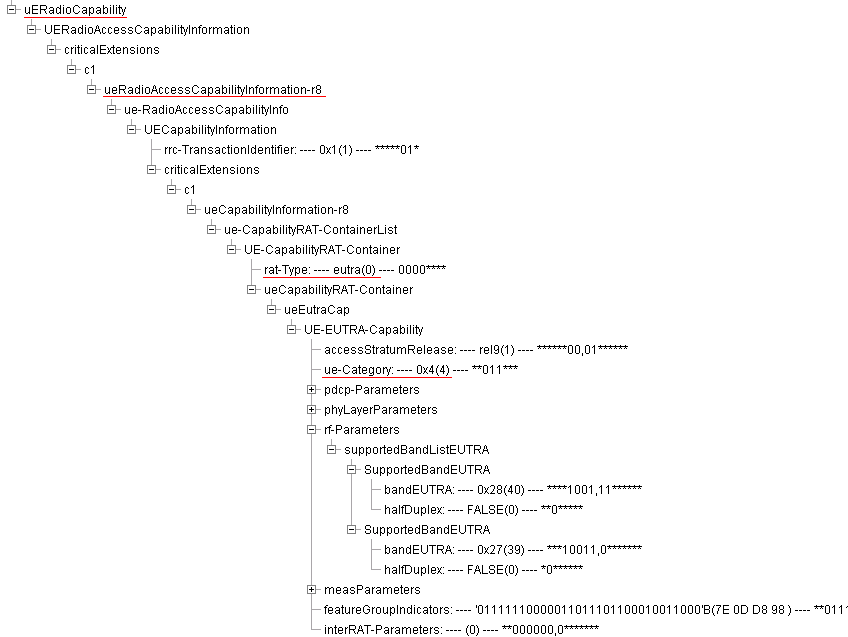 uERadioCapability
UERadioAccessCapabilityInformation
criticalExtensions
c1
ueRadioAccessCapabilityInformation-r8
ue-RadioAccessCapabilityInfo
UECapabilityInformation
rrc-TransactionIdentifier: ---- 0x1(1) ---- *****01*
criticalExtensions
c1
ueCapabilityInformation-r8
ue-CapabilityRAT-ContainerList
UE-CapabilityRAT-Container
rat-Type: ---- eutra(0) ---- 0000****
ueCapabilityRAT-Container
ueEutraCap
UE-EUTRA-Capability
accessStratumRelease: ---- rel9(1) ---- ******00,01******
ue-Category: ---- 0x4(4) ---- **011***
pdcp-Parameters
phyLayerParameters
rf-Parameters
supportedBandListEUTRA
SupportedBandEUTRA
bandEUTRA: ---- 0x28(40) ---- ****1001,11******
halfDuplex: ---- FALSE(0) ---- **0*****
SupportedBandEUTRA
bandEUTRA: ---- 0x27(39) ---- ***10011,0*******
halfDuplex: ---- FALSE(0) ---- *0******
measParameters
featureGroupIndicators: ---- '01111110000011011101100010011000'B(7E 0D D8 98 ) ---- **0111
interRAT-Parameters: ---- (0) ---- **000000,0*******